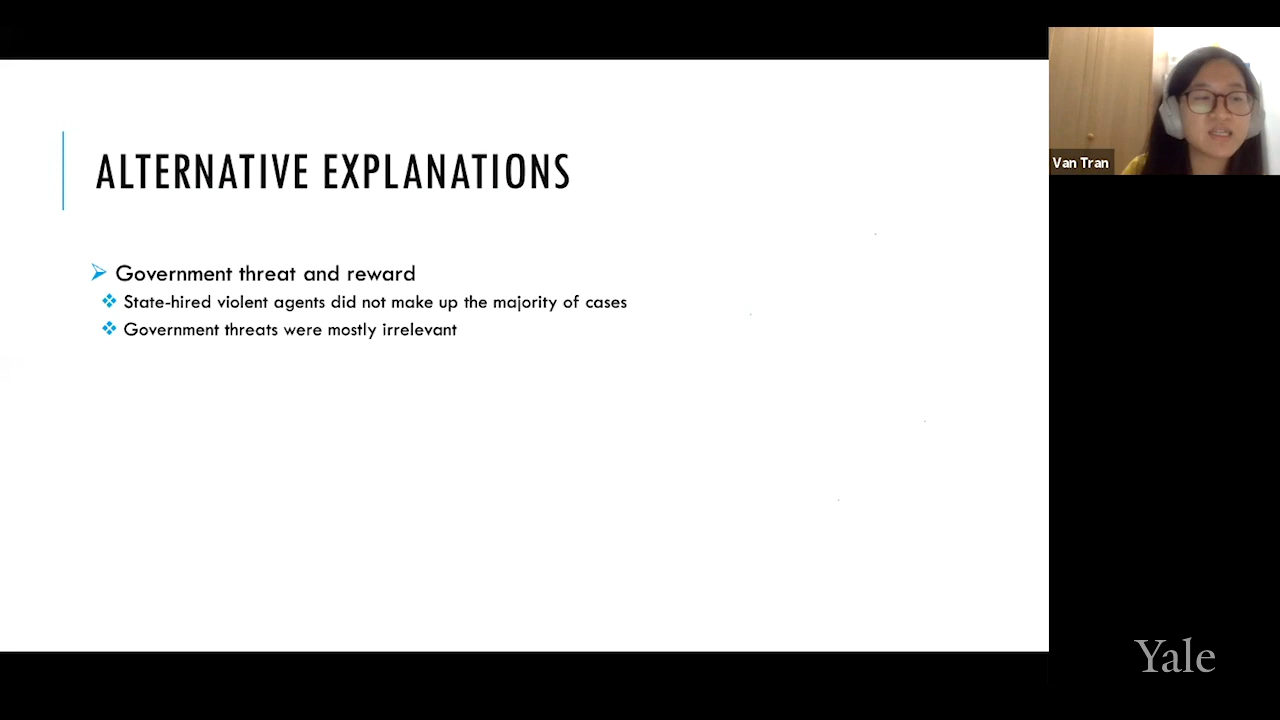 ALTERNATIVE EXPLANATIONS
Government threat and reward
State-hired violent agents did not make up the majority of cases
Government threats were mostly irrelevant
Van Tran
Yale